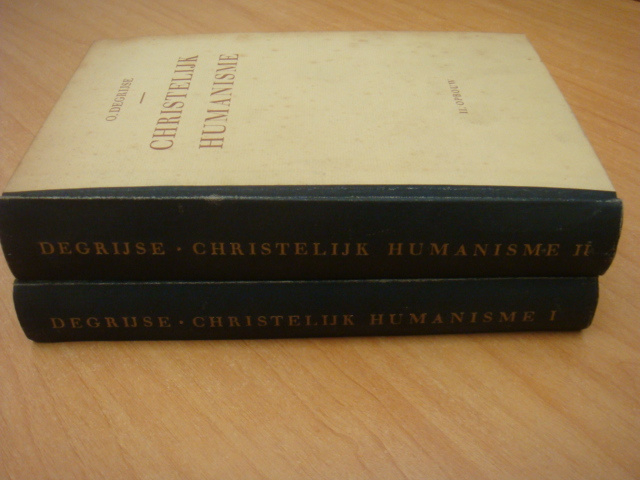 O. DEGRIJSE
CHRISTELIJK
HUMANISME
II. OPBOUW
DEGRIJSE · CHRISTELIJK HUMANISME II
DEGRIJSE · CHRISTELIJK HUMANISME I